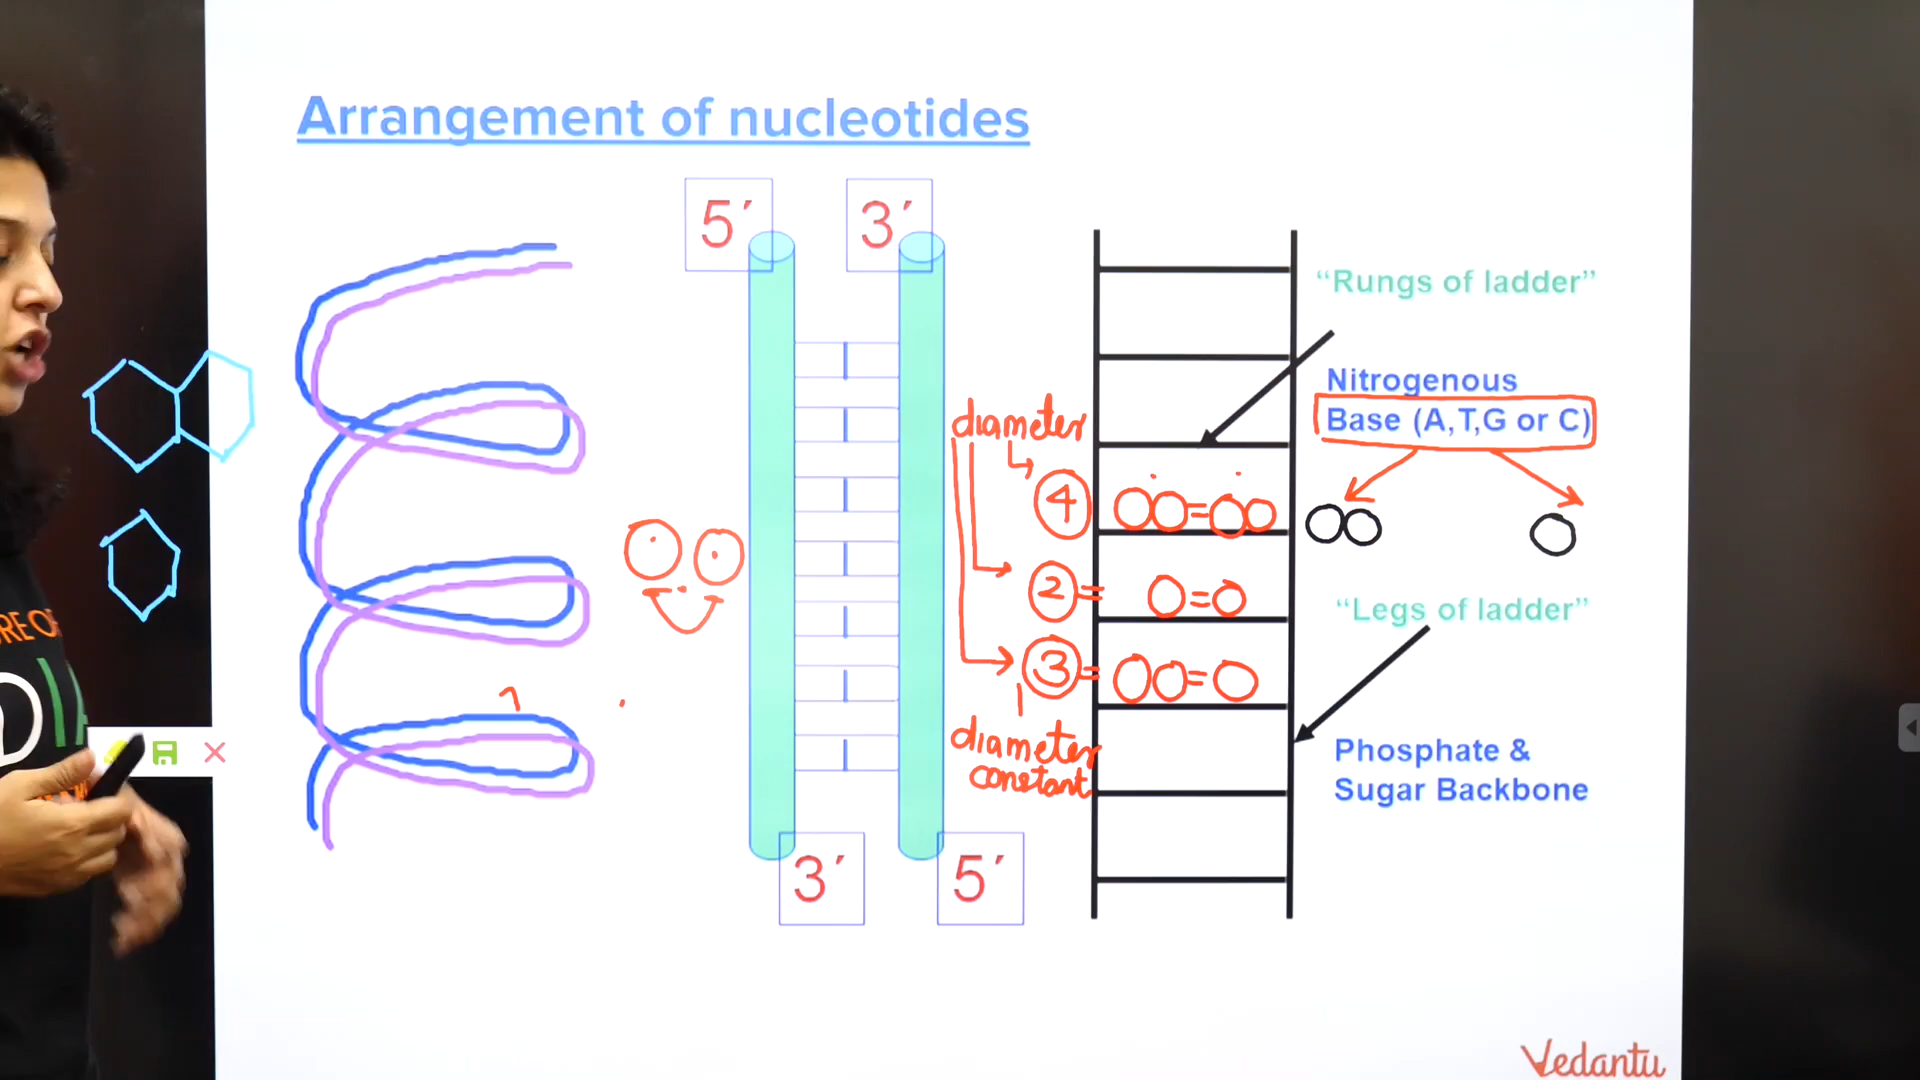 Arrangement of nucleotides
5′ 3′
"Rungs of ladder"
Nitrogenous
Base (A,T,G or C)
diameter
4
=
2 = =
3 = =
diameter
constant
"Legs of ladder"
Phosphate &
Sugar Backbone
3′ 5′
Vedantu